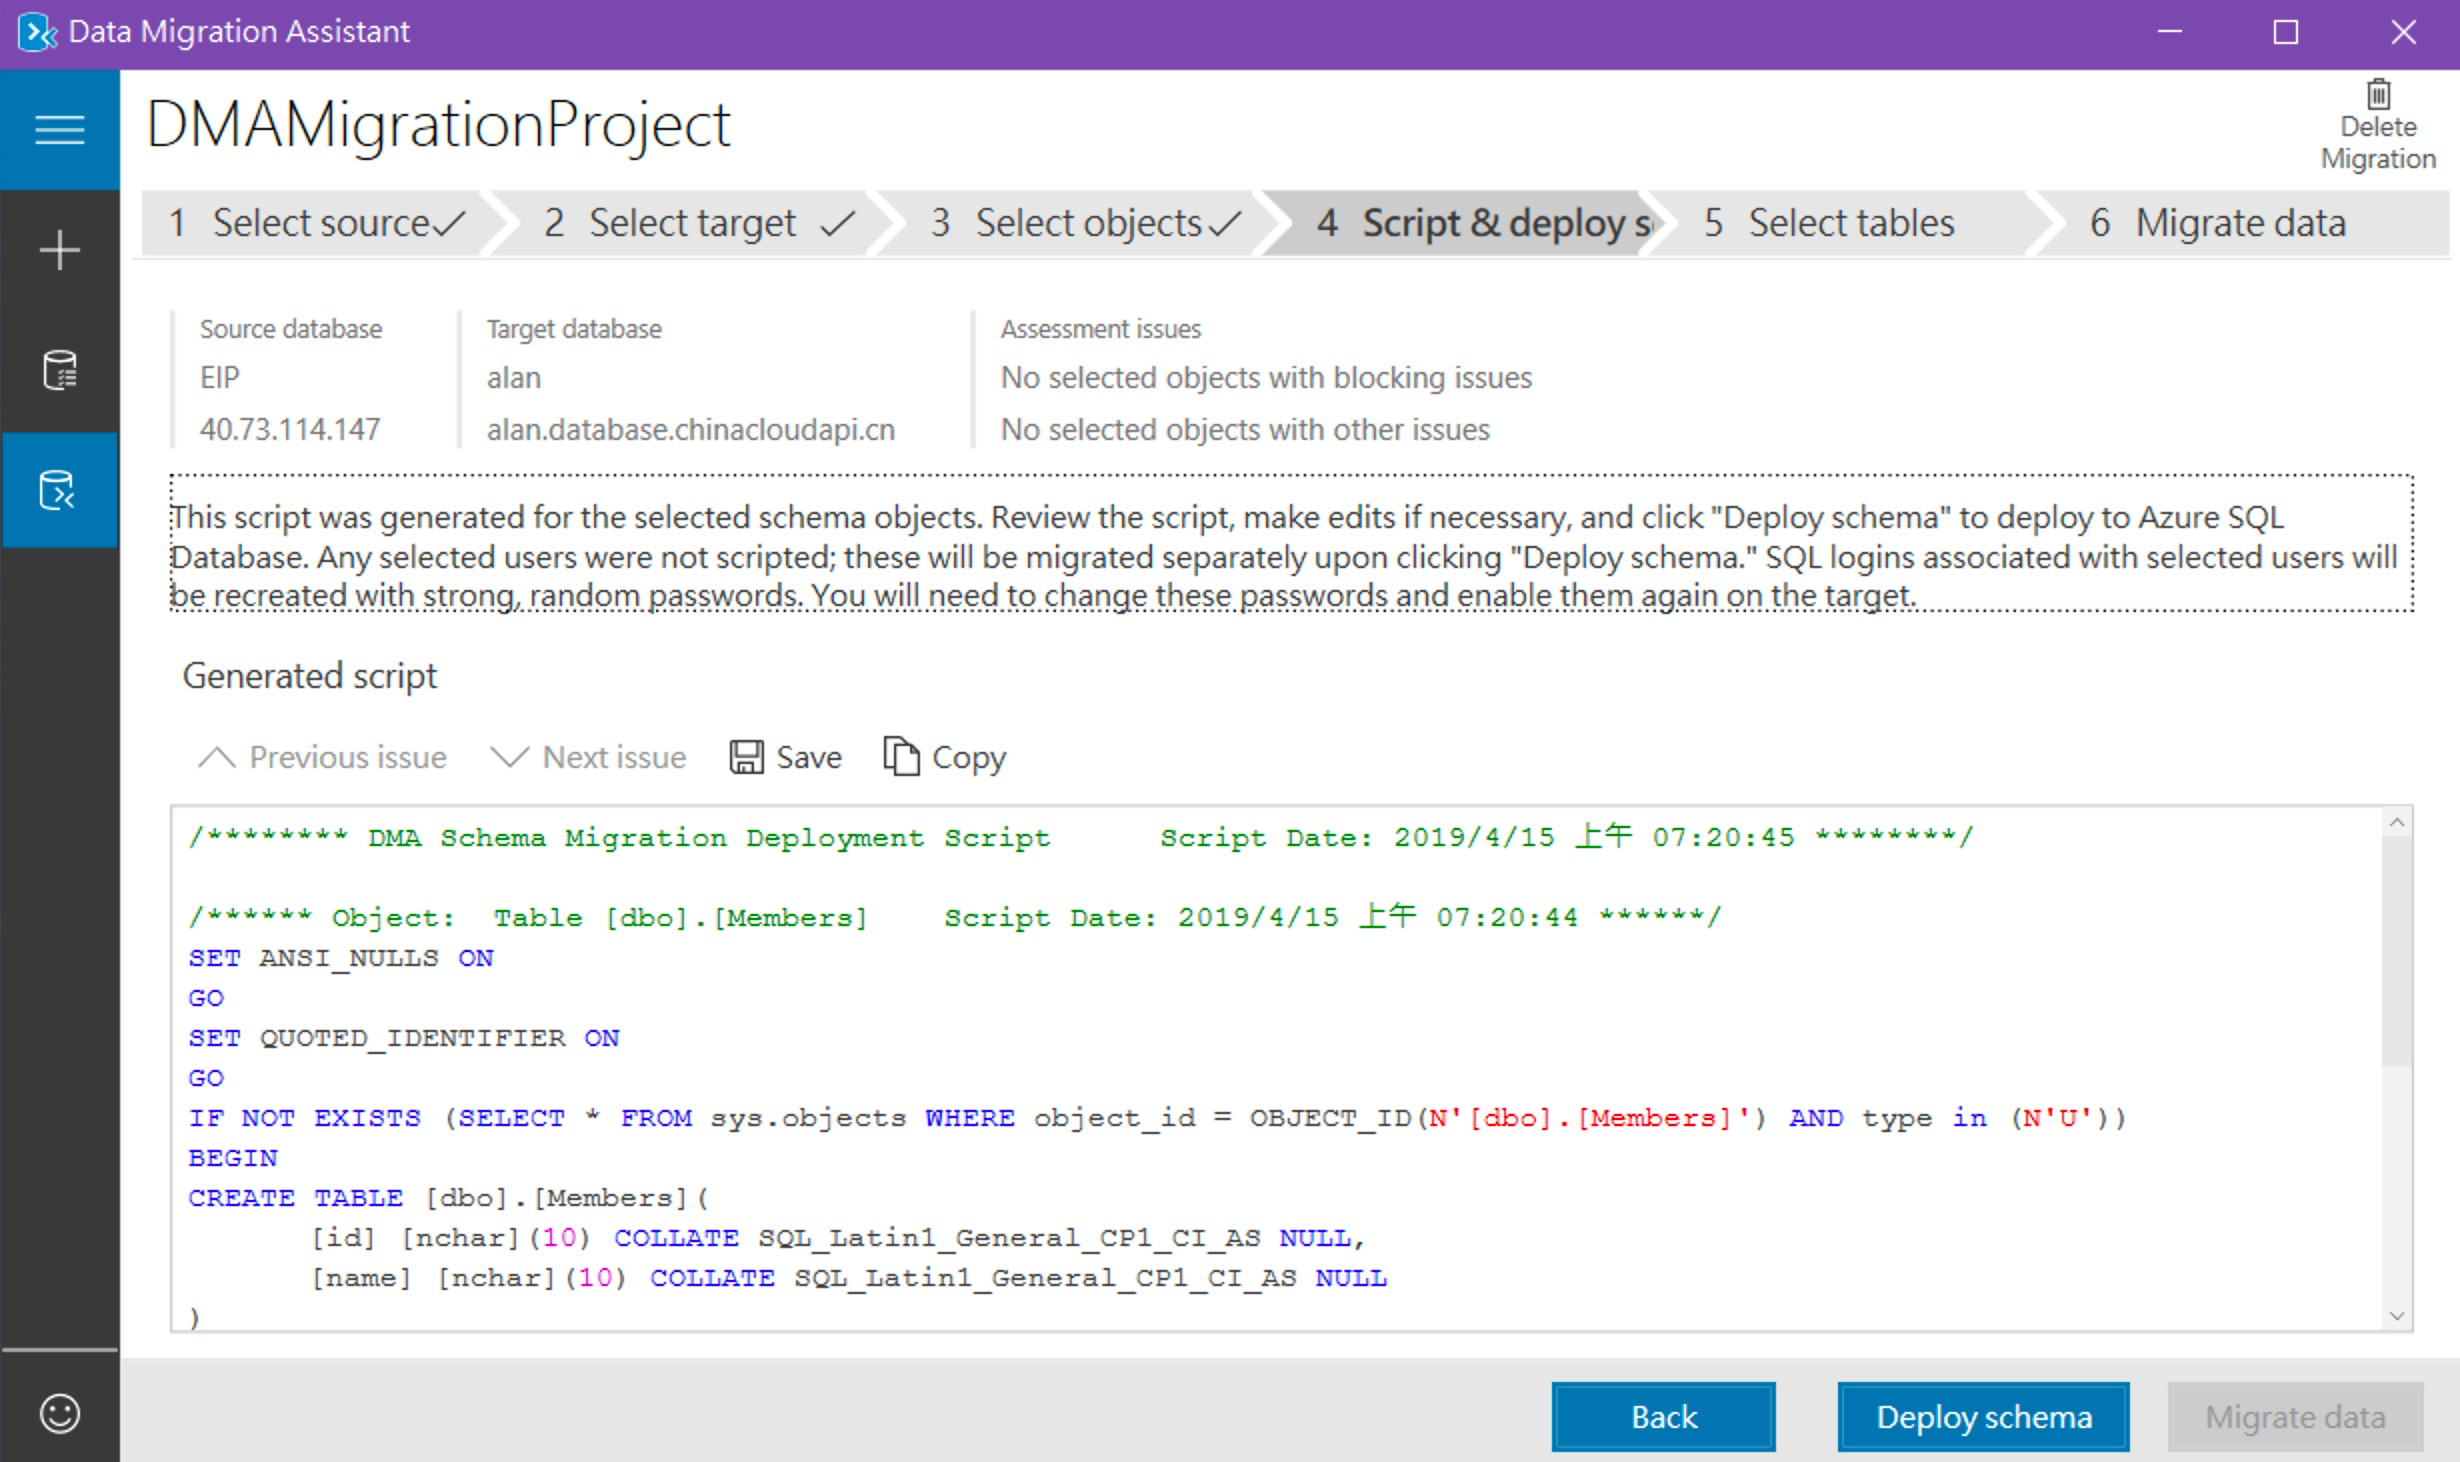 Data Migration Assistant
DMAMigrationProject
Delete
Migration
1 Select source
2 Select target
3 Select objects
4 Script & deploy s
5 Select tables
6 Migrate data
Source database
EIP
40.73.114.147
Target database
alan
alan.database.chinacloudapi.cn
Assessment issues
No selected objects with blocking issues
No selected objects with other issues
This script was generated for the selected schema objects. Review the script, make edits if necessary, and click "Deploy schema" to deploy to Azure SQL
Database. Any selected users were not scripted; these will be migrated separately upon clicking "Deploy schema." SQL logins associated with selected users will
be recreated with strong, random passwords. You will need to change these passwords and enable them again on the target.
Generated script
Previous issue Next issue Save Copy
/******** DMA Schema Migration Deployment Script      Script Date: 2019/4/15 上午 07:20:45 ********/
/****** Object:  Table [dbo].[Members]    Script Date: 2019/4/15 上午 07:20:44 ******/
SET ANSI_NULLS ON
GO
SET QUOTED_IDENTIFIER ON
GO
IF NOT EXISTS (SELECT * FROM sys.objects WHERE object_id = OBJECT_ID(N'[dbo].[Members]') AND type in (N'U'))
BEGIN
CREATE TABLE [dbo].[Members](
[id] [nchar](10) COLLATE SQL_Latin1_General_CP1_CI_AS NULL,
[name] [nchar](10) COLLATE SQL_Latin1_General_CP1_CI_AS NULL
)
Back
Deploy schema
Migrate data